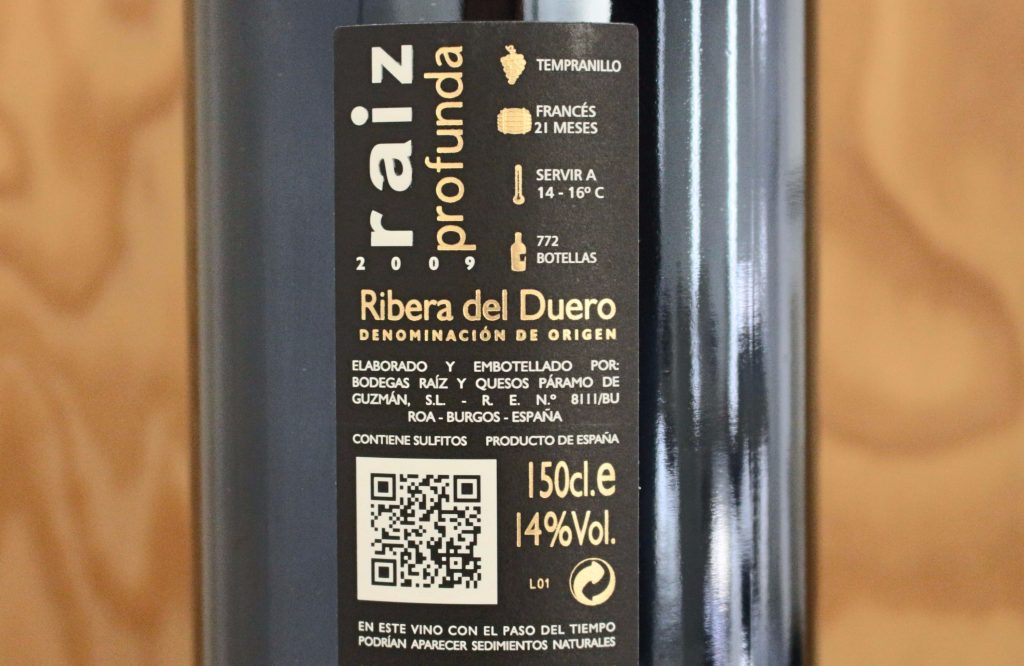 raiz
profunda
2009
TEMPRANILLO
FRANCÉS
21 MESES
SERVIR A
14 - 16º C
772
BOTELLAS
Ribera del Duero
DENOMINACIÓN DE ORIGEN
ELABORADO Y EMBOTELLADO POR:
BODEGAS RAÍZ Y QUESOS PÁRAMO DE
GUZMÁN, S.L. - R. E. N.º 8111/BU
ROA - BURGOS - ESPAÑA
CONTIENE SULFITOS PRODUCTO DE ESPAÑA
150cl.e
14%Vol.
L01
EN ESTE VINO CON EL PASO DEL TIEMPO
PODRÍAN APARECER SEDIMENTOS NATURALES